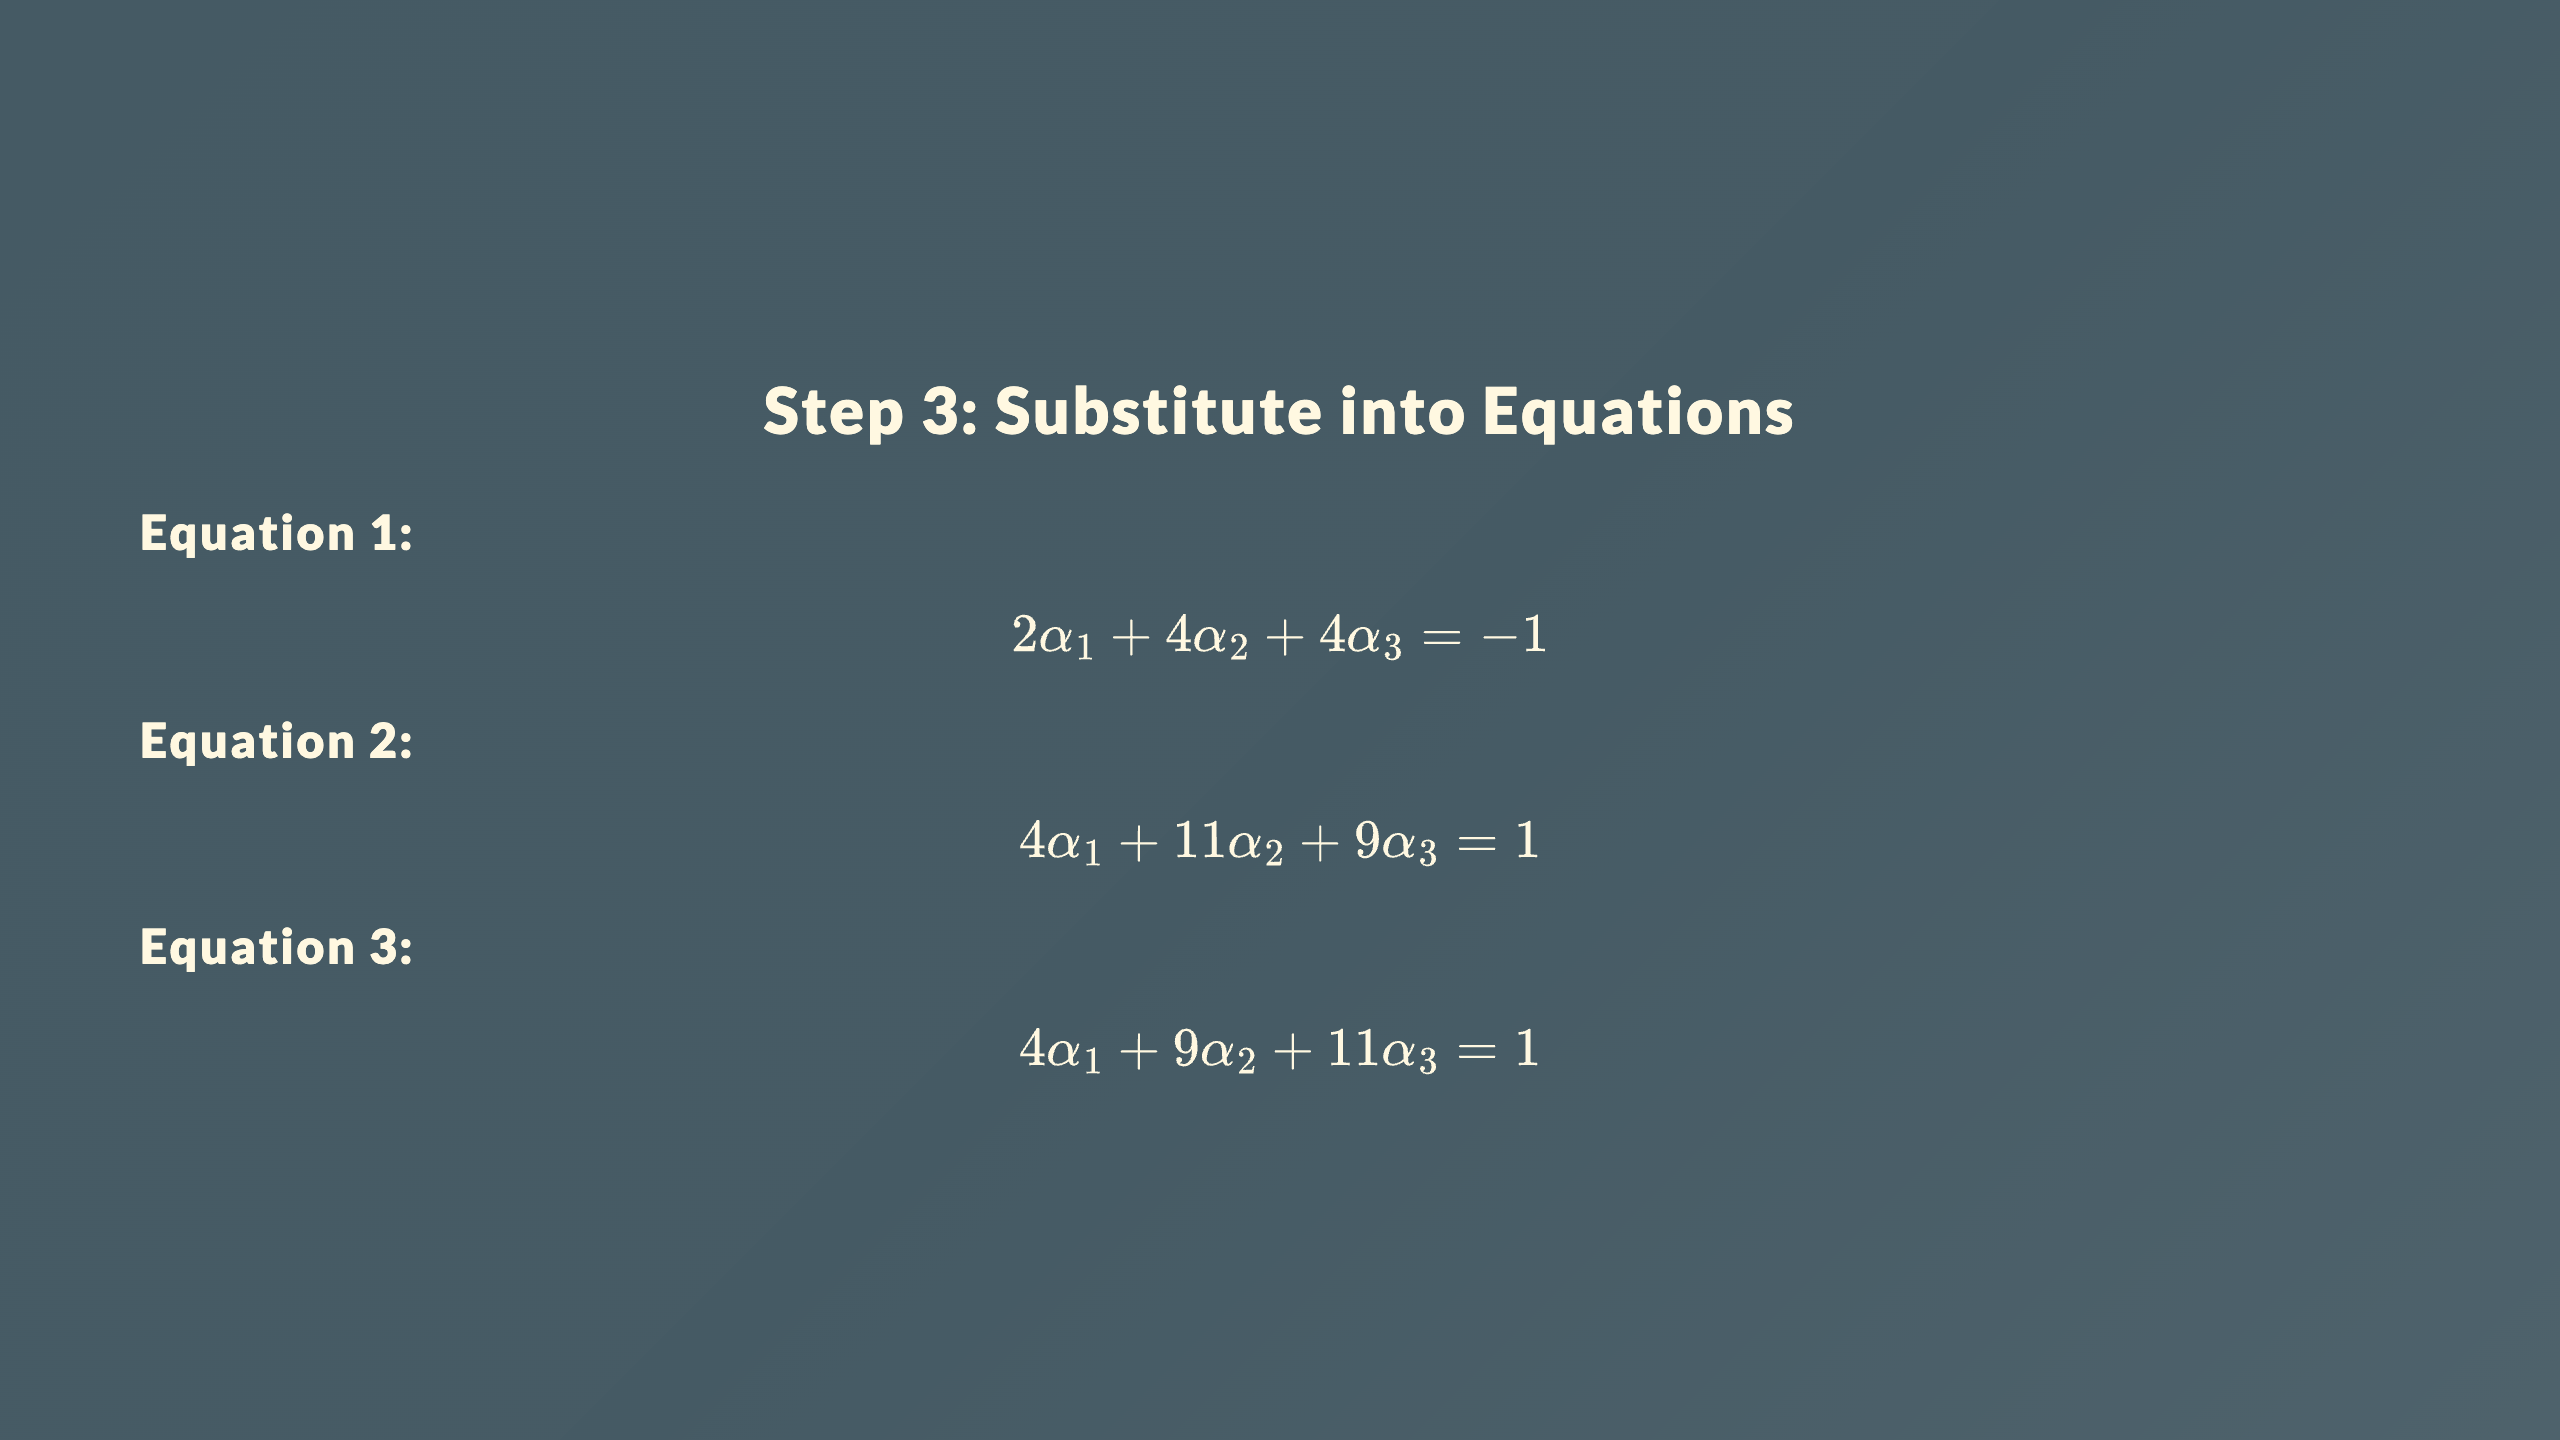 Step 3: Substitute into Equations
Equation 1:
2α₁ + 4α₂ + 4α₃ = −1
Equation 2:
4α₁ + 11α₂ + 9α₃ = 1
Equation 3:
4α₁ + 9α₂ + 11α₃ = 1